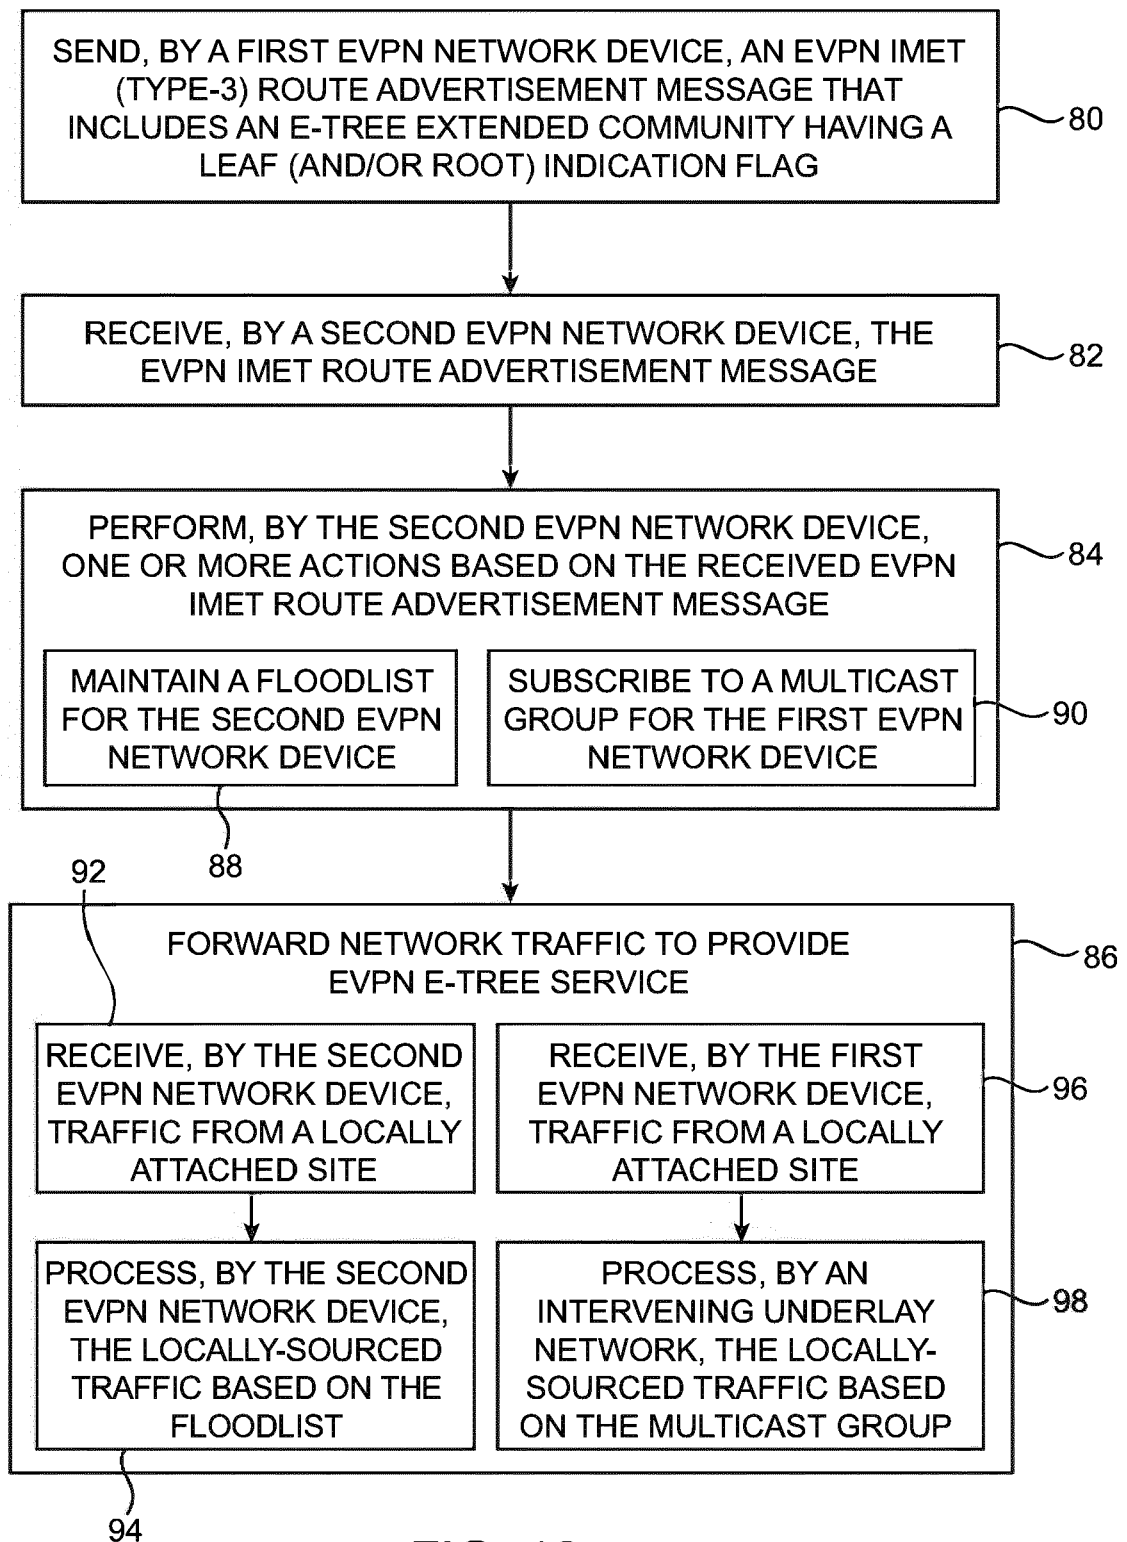 SEND, BY A FIRST EVPN NETWORK DEVICE, AN EVPN IMET
(TYPE-3) ROUTE ADVERTISEMENT MESSAGE THAT
INCLUDES AN E-TREE EXTENDED COMMUNITY HAVING A
LEAF (AND/OR ROOT) INDICATION FLAG
80
RECEIVE, BY A SECOND EVPN NETWORK DEVICE, THE
EVPN IMET ROUTE ADVERTISEMENT MESSAGE
82
PERFORM, BY THE SECOND EVPN NETWORK DEVICE,
ONE OR MORE ACTIONS BASED ON THE RECEIVED EVPN
IMET ROUTE ADVERTISEMENT MESSAGE
84
MAINTAIN A FLOODLIST
FOR THE SECOND EVPN
NETWORK DEVICE
88
SUBSCRIBE TO A MULTICAST
GROUP FOR THE FIRST EVPN
NETWORK DEVICE
90
FORWARD NETWORK TRAFFIC TO PROVIDE
EVPN E-TREE SERVICE
86
92
RECEIVE, BY THE SECOND
EVPN NETWORK DEVICE,
TRAFFIC FROM A LOCALLY
ATTACHED SITE
RECEIVE, BY THE FIRST
EVPN NETWORK DEVICE,
TRAFFIC FROM A LOCALLY
ATTACHED SITE
96
PROCESS, BY THE SECOND
EVPN NETWORK DEVICE,
THE LOCALLY-SOURCED
TRAFFIC BASED ON THE
FLOODLIST
94
PROCESS, BY AN
INTERVENING UNDERLAY
NETWORK, THE LOCALLY-
SOURCED TRAFFIC BASED
ON THE MULTICAST GROUP
98